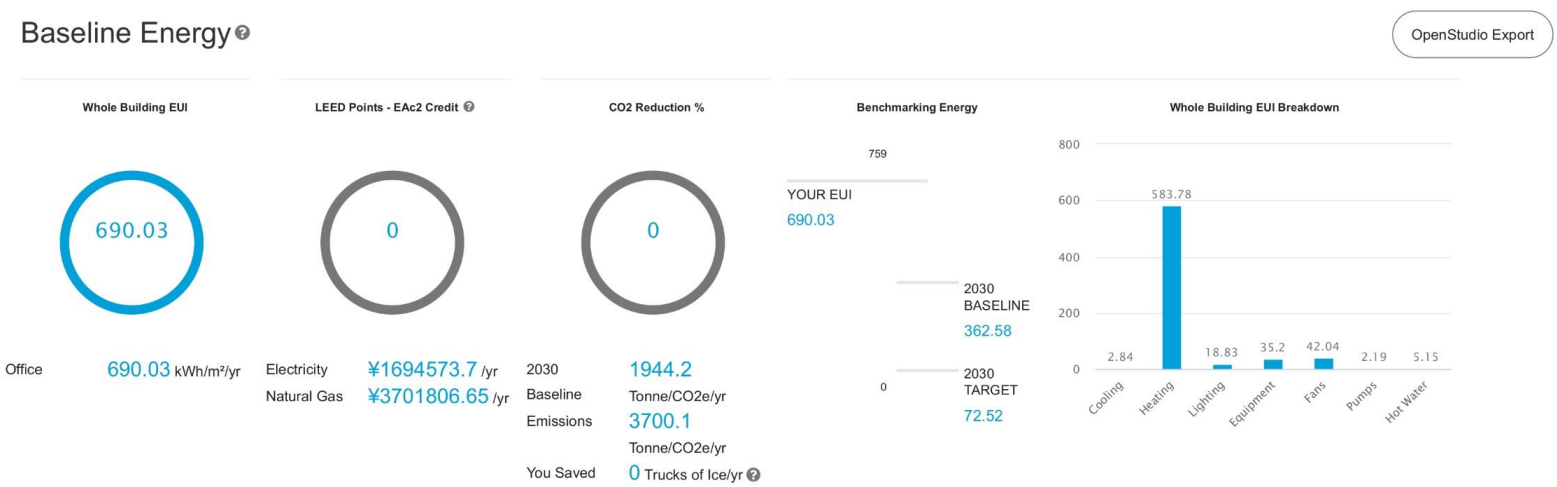 Baseline Energy ?
OpenStudio Export
Whole Building EUI
690.03
Office 690.03 kWh/m²/yr
LEED Points - EAc2 Credit ?
0
Electricity ¥1694573.7 /yr
Natural Gas ¥3701806.65 /yr
CO2 Reduction %
0
2030 1944.2
Baseline Tonne/CO2e/yr
Emissions 3700.1
Tonne/CO2e/yr
You Saved 0 Trucks of Ice/yr ?
Benchmarking Energy
759
YOUR EUI
690.03
2030
BASELINE
362.58
2030
TARGET
0
72.52
Whole Building EUI Breakdown
800
600
400
200
0
2.84
583.78
18.83
35.2
42.04
2.19
5.15
Cooling
Heating
Lighting
Equipment
Fans
Pumps
Hot Water